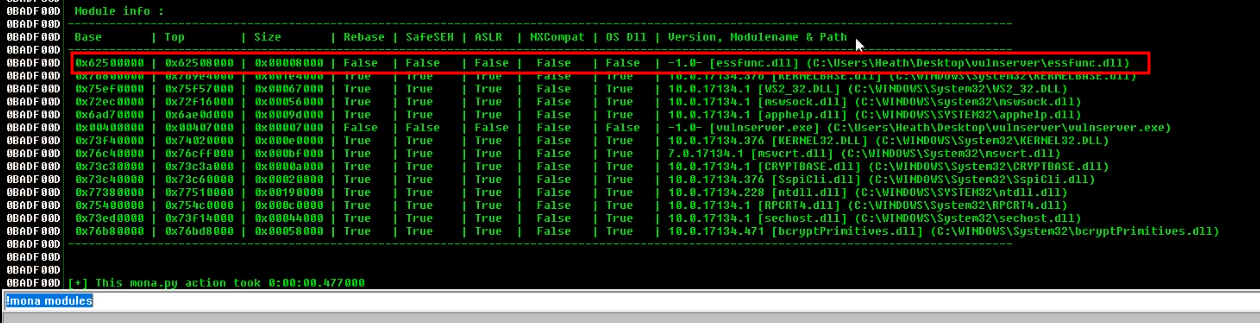 0BADF00D
0BADF00D Module info :
0BADF00D ----------------------------------------------------------------------------------------------------------------------------------
0BADF00D Base | Top | Size | Rebase | SafeSEH | ASLR | NXCompat | OS Dll | Version, Modulename & Path
0BADF00D ----------------------------------------------------------------------------------------------------------------------------------
0BADF00D 0x62500000 | 0x62508000 | 0x00008000 | False | False | False | False | False | -1.0- [essfunc.dll] (C:\Users\Heath\Desktop\vulnserver\essfunc.dll)
0BADF00D 0x76800000 | 0x769e4000 | 0x001e4000 | True | True | True | False | True | 10.0.17134.376 [KERNELBASE.dll] (C:\WINDOWS\System32\KERNELBASE.dll)
0BADF00D 0x75ef0000 | 0x75f57000 | 0x00067000 | True | True | True | False | True | 10.0.17134.1 [WS2_32.DLL] (C:\WINDOWS\System32\WS2_32.DLL)
0BADF00D 0x72ec0000 | 0x72f16000 | 0x00056000 | True | True | True | False | True | 10.0.17134.1 [mswsock.dll] (C:\WINDOWS\system32\mswsock.dll)
0BADF00D 0x6ad70000 | 0x6ae0d000 | 0x0009d000 | True | True | True | False | True | 10.0.17134.1 [apphelp.dll] (C:\WINDOWS\SYSTEM32\apphelp.dll)
0BADF00D 0x00400000 | 0x00407000 | 0x00007000 | False | False | False | False | False | -1.0- [vulnserver.exe] (C:\Users\Heath\Desktop\vulnserver\vulnserver.exe)
0BADF00D 0x73f40000 | 0x74020000 | 0x000e0000 | True | True | True | False | True | 10.0.17134.376 [KERNEL32.DLL] (C:\WINDOWS\System32\KERNEL32.DLL)
0BADF00D 0x76c40000 | 0x76cff000 | 0x000bf000 | True | True | True | False | True | 7.0.17134.1 [msvcrt.dll] (C:\WINDOWS\System32\msvcrt.dll)
0BADF00D 0x73c30000 | 0x73c3a000 | 0x0000a000 | True | True | True | False | True | 10.0.17134.1 [CRYPTBASE.dll] (C:\WINDOWS\System32\CRYPTBASE.dll)
0BADF00D 0x73c40000 | 0x73c60000 | 0x00020000 | True | True | True | False | True | 10.0.17134.376 [SspiCli.dll] (C:\WINDOWS\System32\SspiCli.dll)
0BADF00D 0x77380000 | 0x77510000 | 0x00190000 | True | True | True | False | True | 10.0.17134.228 [ntdll.dll] (C:\WINDOWS\SYSTEM32\ntdll.dll)
0BADF00D 0x75400000 | 0x754c0000 | 0x000c0000 | True | True | True | False | True | 10.0.17134.1 [RPCRT4.dll] (C:\WINDOWS\System32\RPCRT4.dll)
0BADF00D 0x73ed0000 | 0x73f14000 | 0x00044000 | True | True | True | False | True | 10.0.17134.1 [sechost.dll] (C:\WINDOWS\System32\sechost.dll)
0BADF00D 0x76b80000 | 0x76bd8000 | 0x00058000 | True | True | True | False | True | 10.0.17134.471 [bcryptPrimitives.dll] (C:\WINDOWS\System32\bcryptPrimitives.dll)
0BADF00D ----------------------------------------------------------------------------------------------------------------------------------
0BADF00D
0BADF00D
0BADF00D [+] This mona.py action took 0:00:00.477000
!mona modules